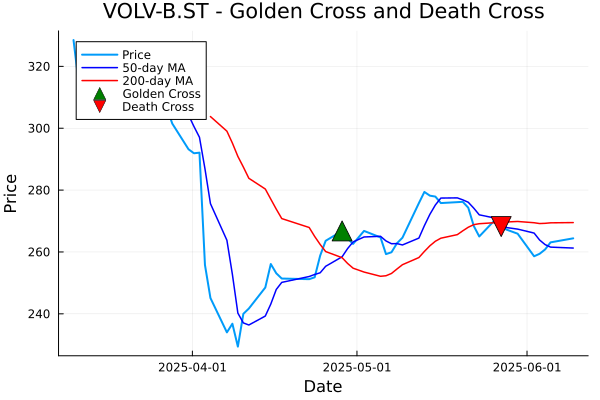 VOLV-B.ST - Golden Cross and Death Cross
Price
50-day MA
200-day MA
Golden Cross
Death Cross
320
300
280
260
240
Price
2025-04-01
2025-05-01
2025-06-01
Date